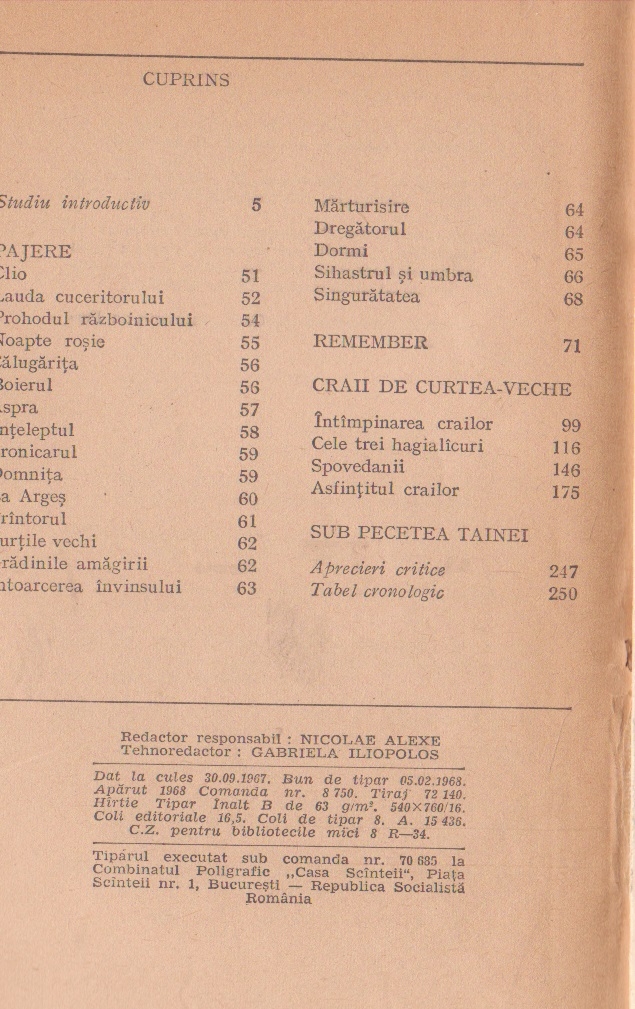 CUPRINS
Studiu introductiv 5
PAJERE
Clio 51
Lauda cuceritorului 52
Prohodul războinicului 54
Noapte roșie 55
Călugărița 56
Boierul 56
Aspra 57
nțeleptul 58
ronicarul 59
Domnița 59
a Argeș 60
rîntorul 61
urțile vechi 62
rădinile amăgirii 62
ntoarcerea învinsului 63
Mărturisire 64
Dregătorul 64
Dormi 65
Sihastrul și umbra 66
Singurătatea 68
REMEMBER 71
CRAII DE CURTEA-VECHE
Întîmpinarea crailor 99
Cele trei hagialîcuri 116
Spovedanii 146
Asfințitul crailor 175
SUB PECETEA TAINEI
Aprecieri critice 247
Tabel cronologic 250
Redactor responsabil : NICOLAE ALEXE
Tehnoredactor : GABRIELA ILIOPOLOS
Dat la cules 30.09.1967. Bun de tipar 05.02.1968.
Apărut 1968 Comanda nr. 8 750. Tiraj 72 140.
Hîrtie Tipar înalt B de 63 g/m². 540×760/16.
Coli editoriale 16,5. Coli de tipar 8. A. 15 436.
C.Z. pentru bibliotecile mici 8 R—34.
Tiparul executat sub comanda nr. 70 685 la
Combinatul Poligrafic „Casa Scînteii“, Piața
Scînteii nr. 1, București — Republica Socialistă
România